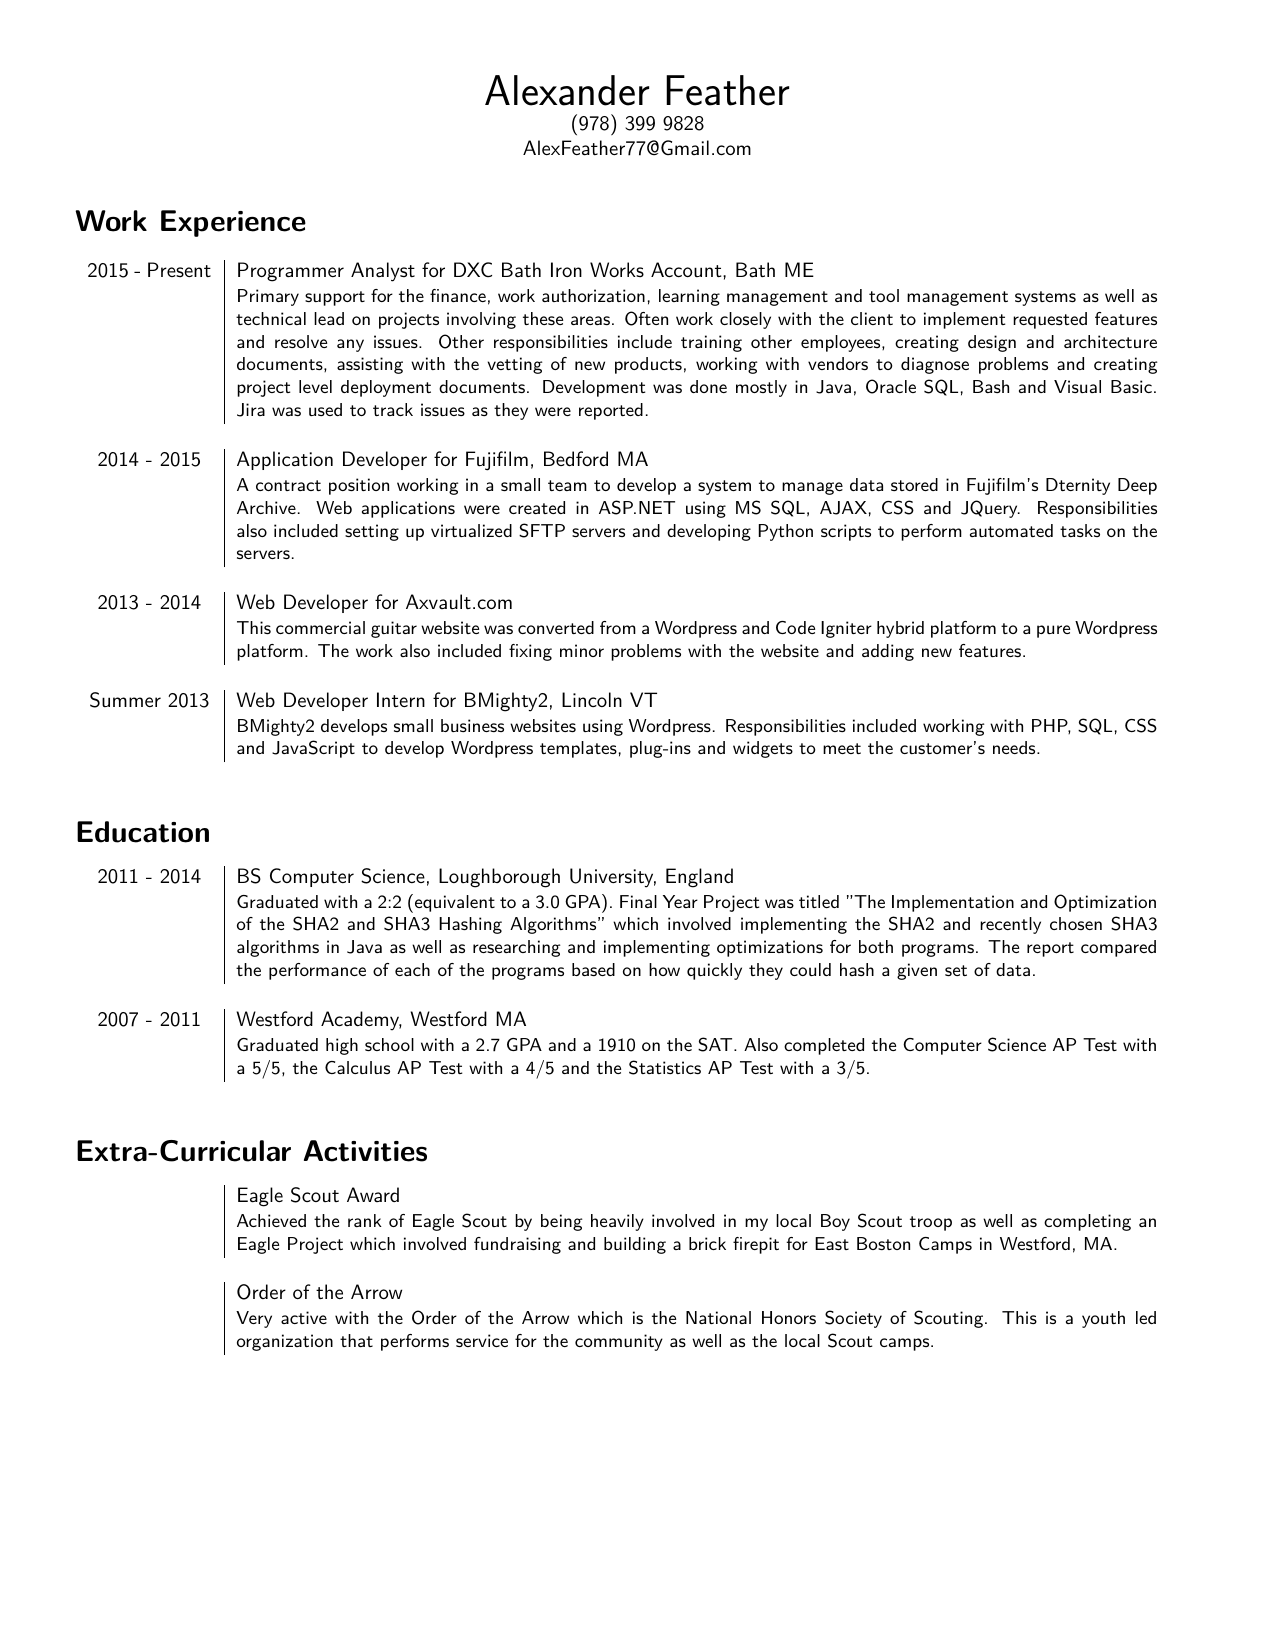 Alexander Feather
(978) 399 9828
AlexFeather77@Gmail.com
Work Experience
2015 - Present
Programmer Analyst for DXC Bath Iron Works Account, Bath ME
Primary support for the finance, work authorization, learning management and tool management systems as well as
technical lead on projects involving these areas. Often work closely with the client to implement requested features
and resolve any issues. Other responsibilities include training other employees, creating design and architecture
documents, assisting with the vetting of new products, working with vendors to diagnose problems and creating
project level deployment documents. Development was done mostly in Java, Oracle SQL, Bash and Visual Basic.
Jira was used to track issues as they were reported.
2014 - 2015
Application Developer for Fujifilm, Bedford MA
A contract position working in a small team to develop a system to manage data stored in Fujifilm's Dternity Deep
Archive. Web applications were created in ASP.NET using MS SQL, AJAX, CSS and JQuery. Responsibilities
also included setting up virtualized SFTP servers and developing Python scripts to perform automated tasks on the
servers.
2013 - 2014
Web Developer for Axvault.com
This commercial guitar website was converted from a Wordpress and Code Igniter hybrid platform to a pure Wordpress
platform. The work also included fixing minor problems with the website and adding new features.
Summer 2013
Web Developer Intern for BMighty2, Lincoln VT
BMighty2 develops small business websites using Wordpress. Responsibilities included working with PHP, SQL, CSS
and JavaScript to develop Wordpress templates, plug-ins and widgets to meet the customer's needs.
Education
2011 - 2014
BS Computer Science, Loughborough University, England
Graduated with a 2:2 (equivalent to a 3.0 GPA). Final Year Project was titled "The Implementation and Optimization
of the SHA2 and SHA3 Hashing Algorithms" which involved implementing the SHA2 and recently chosen SHA3
algorithms in Java as well as researching and implementing optimizations for both programs. The report compared
the performance of each of the programs based on how quickly they could hash a given set of data.
2007 - 2011
Westford Academy, Westford MA
Graduated high school with a 2.7 GPA and a 1910 on the SAT. Also completed the Computer Science AP Test with
a 5/5, the Calculus AP Test with a 4/5 and the Statistics AP Test with a 3/5.
Extra-Curricular Activities
Eagle Scout Award
Achieved the rank of Eagle Scout by being heavily involved in my local Boy Scout troop as well as completing an
Eagle Project which involved fundraising and building a brick firepit for East Boston Camps in Westford, MA.
Order of the Arrow
Very active with the Order of the Arrow which is the National Honors Society of Scouting. This is a youth led
organization that performs service for the community as well as the local Scout camps.